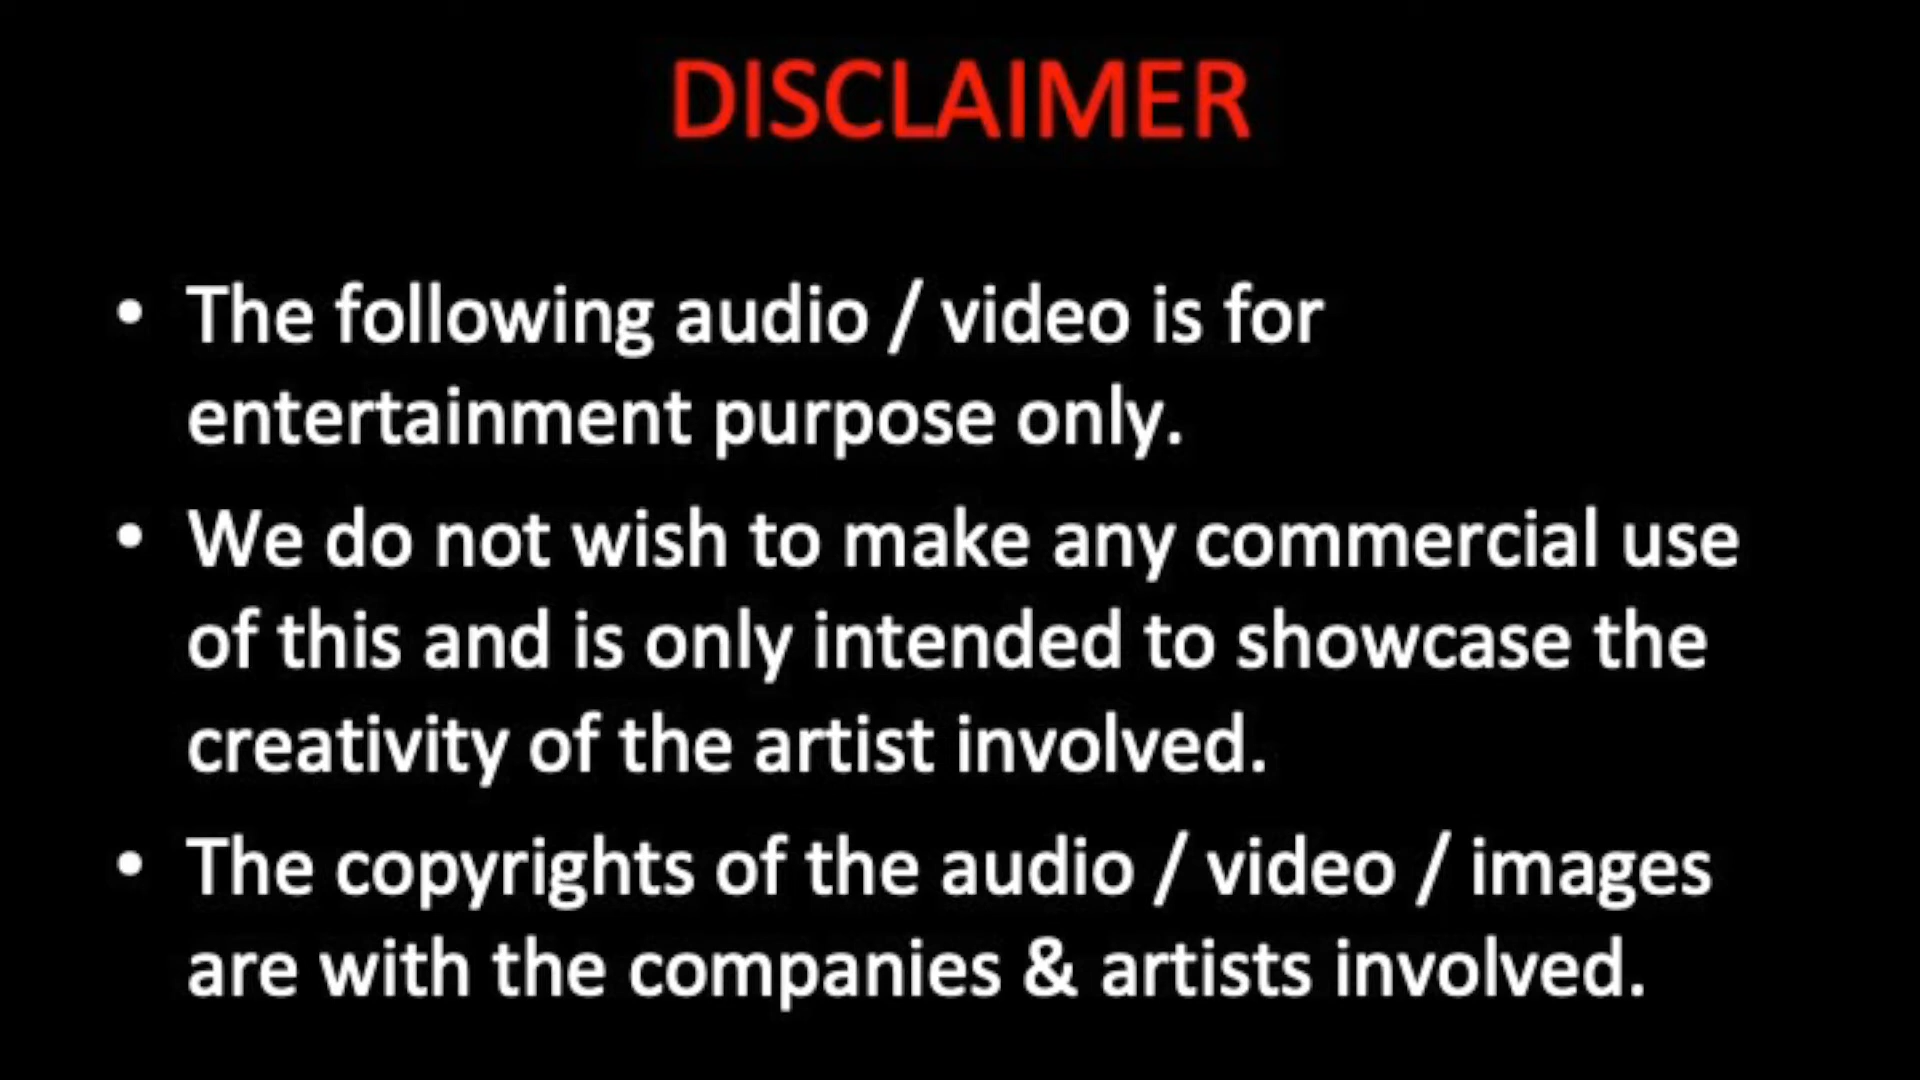 DISCLAIMER
• The following audio / video is for
entertainment purpose only.
• We do not wish to make any commercial use
of this and is only intended to showcase the
creativity of the artist involved.
• The copyrights of the audio / video / images
are with the companies & artists involved.